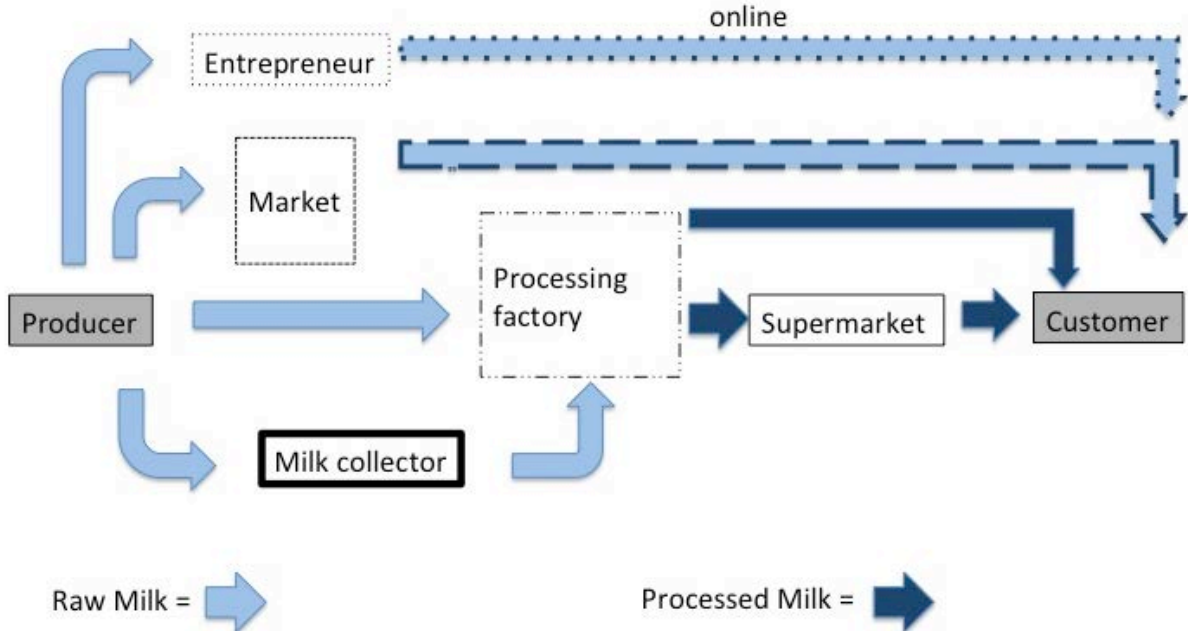 online
Entrepreneur
Market
Processing
factory
Producer
Supermarket
Customer
Milk collector
Raw Milk =
Processed Milk =